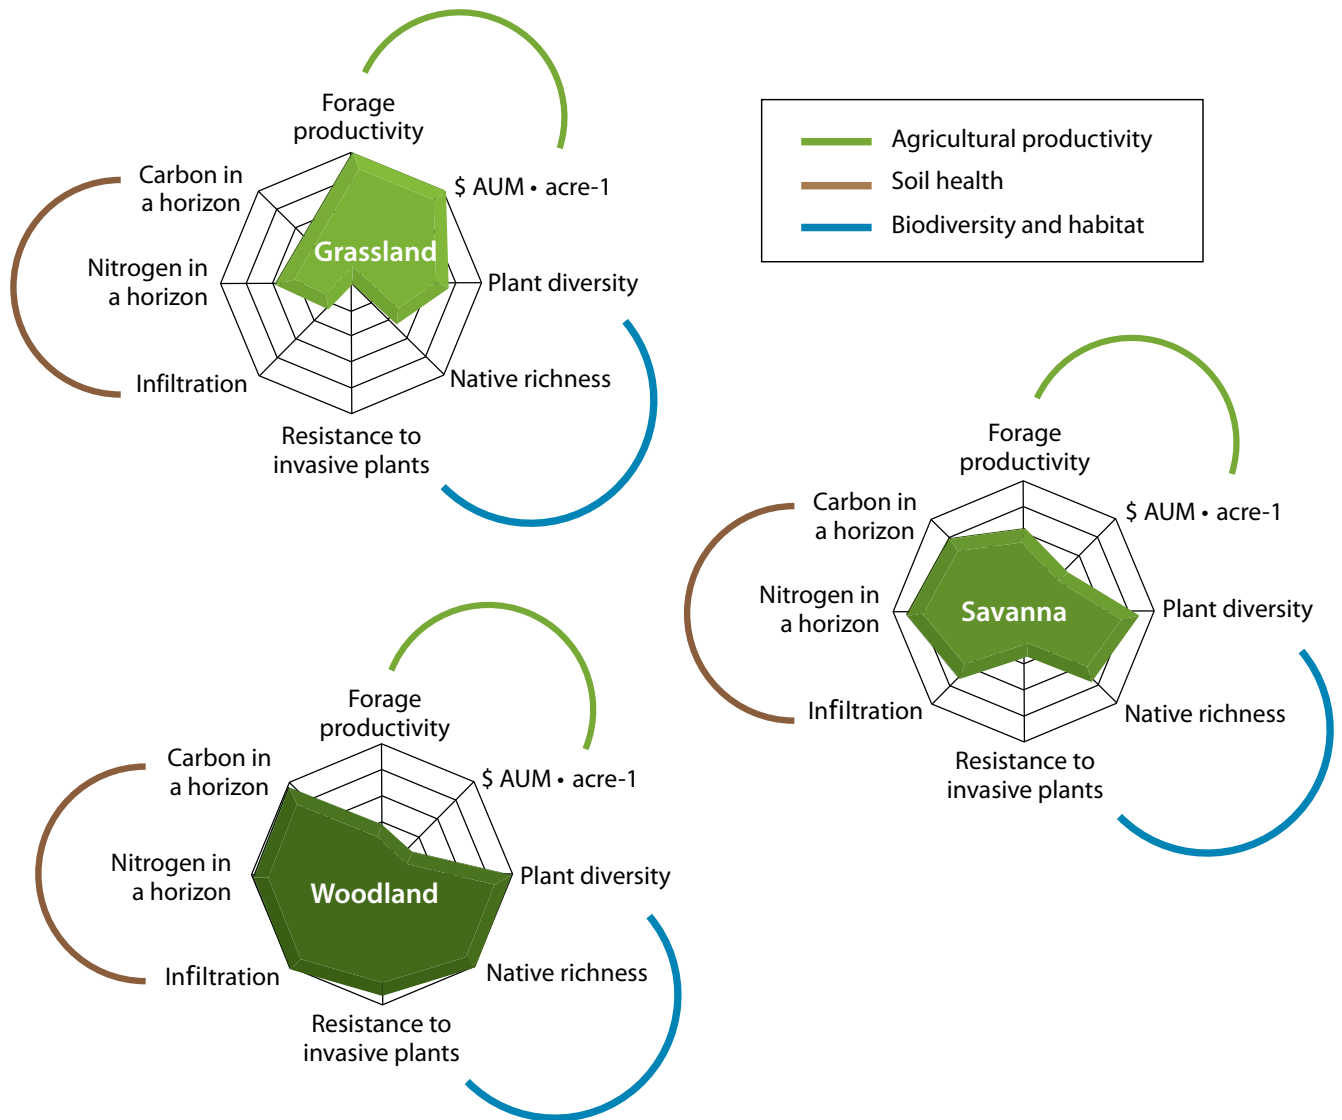 Forage
productivity
$ AUM • acre-1
Plant diversity
Native richness
Resistance to
invasive plants
Infiltration
Nitrogen in
a horizon
Carbon in
a horizon
Grassland
Agricultural productivity
Soil health
Biodiversity and habitat
Forage
productivity
$ AUM • acre-1
Plant diversity
Native richness
Resistance to
invasive plants
Infiltration
Nitrogen in
a horizon
Carbon in
a horizon
Savanna
Forage
productivity
$ AUM • acre-1
Plant diversity
Native richness
Resistance to
invasive plants
Infiltration
Nitrogen in
a horizon
Carbon in
a horizon
Woodland